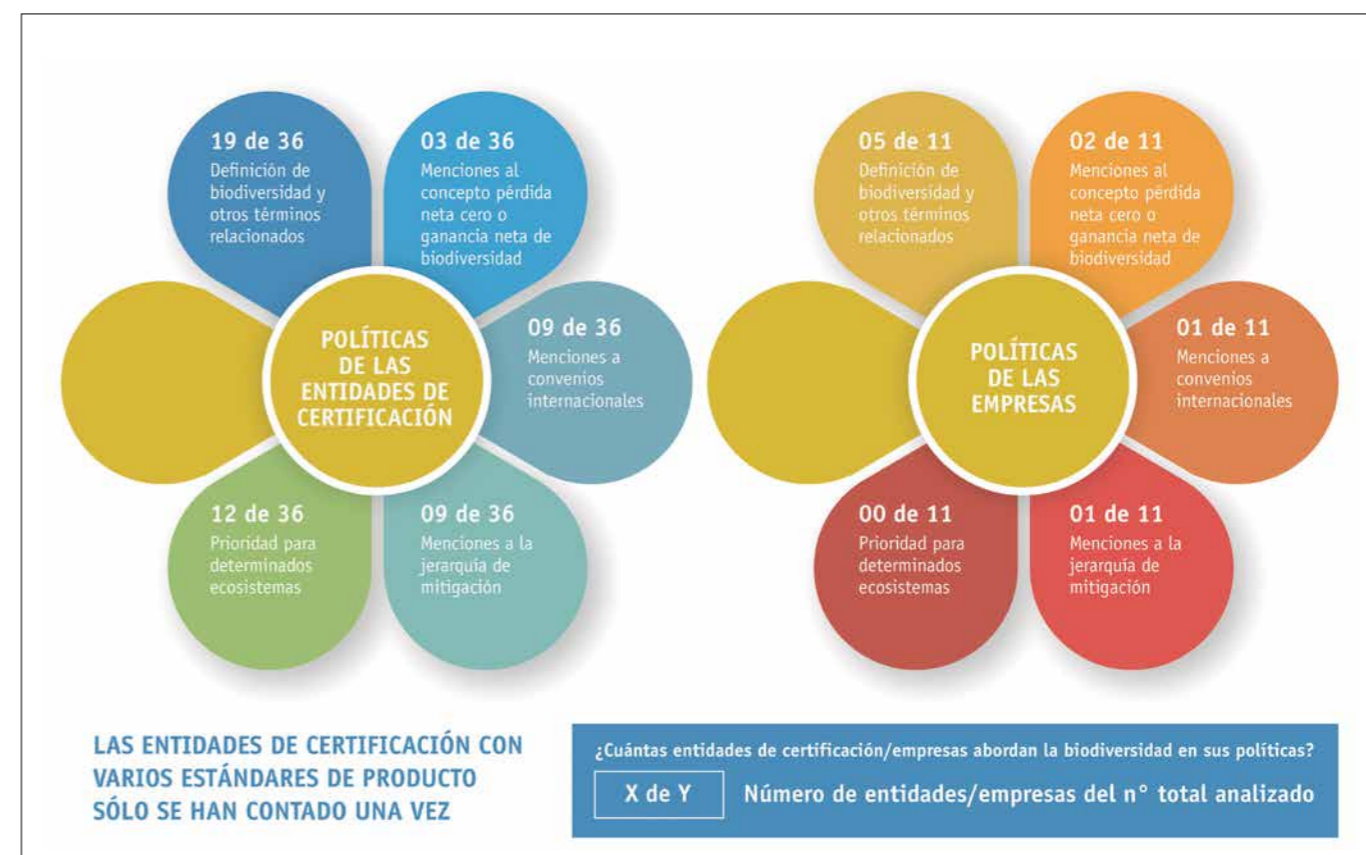 19 de 36
Definición de
biodiversidad y
otros términos
relacionados
03 de 36
Menciones al
concepto pérdida
neta cero o
ganancia neta de
biodiversidad
09 de 36
Menciones a
convenios
internacionales
09 de 36
Menciones a la
jerarquía de
mitigación
12 de 36
Prioridad para
determinados
ecosistemas
POLÍTICAS
DE LAS
ENTIDADES DE
CERTIFICACIÓN
05 de 11
Definición de
biodiversidad y
otros términos
relacionados
02 de 11
Menciones al
concepto pérdida
neta cero o
ganancia neta de
biodiversidad
01 de 11
Menciones a
convenios
internacionales
01 de 11
Menciones a la
jerarquía de
mitigación
00 de 11
Prioridad para
determinados
ecosistemas
POLÍTICAS
DE LAS
EMPRESAS
LAS ENTIDADES DE CERTIFICACIÓN CON
VARIOS ESTÁNDARES DE PRODUCTO
SÓLO SE HAN CONTADO UNA VEZ
¿Cuántas entidades de certificación/empresas abordan la biodiversidad en sus políticas?
X de Y Número de entidades/empresas del n° total analizado